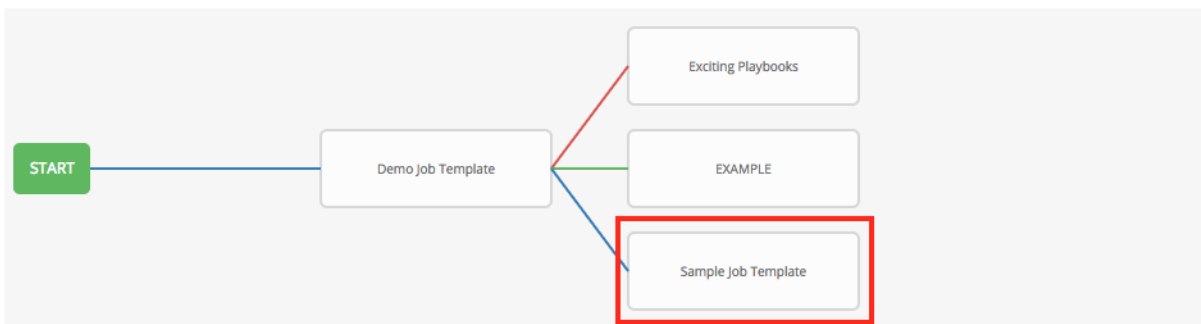 START
Demo Job Template
Exciting Playbooks
EXAMPLE
Sample Job Template